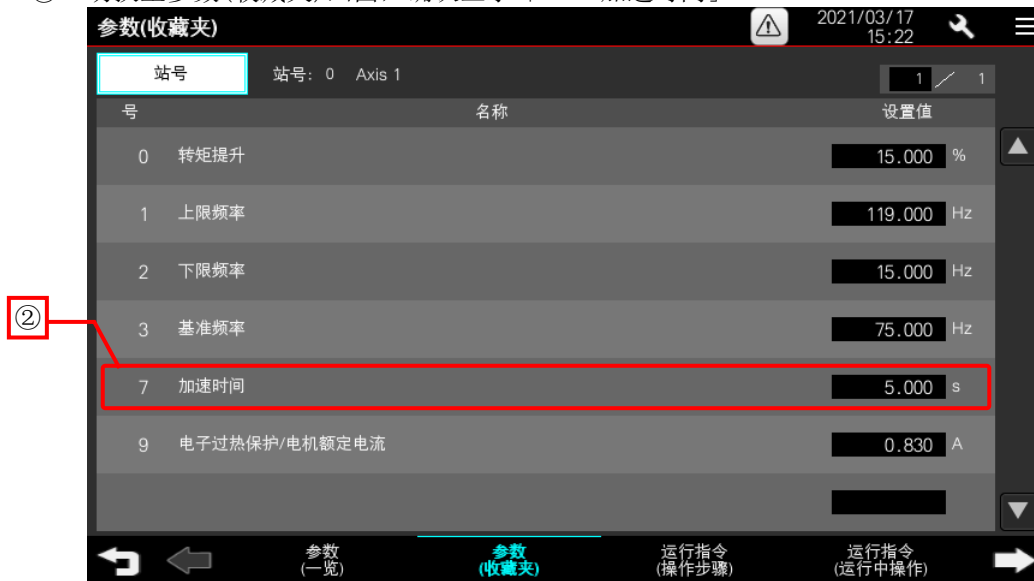 参数(收藏夹)
2021/03/17
15:22
站号
站号: 0 Axis 1
1 / 1
号 名称 设置值
0 转矩提升 15.000 %
1 上限频率 119.000 Hz
2 下限频率 15.000 Hz
②
3 基准频率 75.000 Hz
7 加速时间 5.000 s
9 电子过热保护/电机额定电流 0.830 A
参数
(一览)
参数
(收藏夹)
运行指令
(操作步骤)
运行指令
(运行中操作)